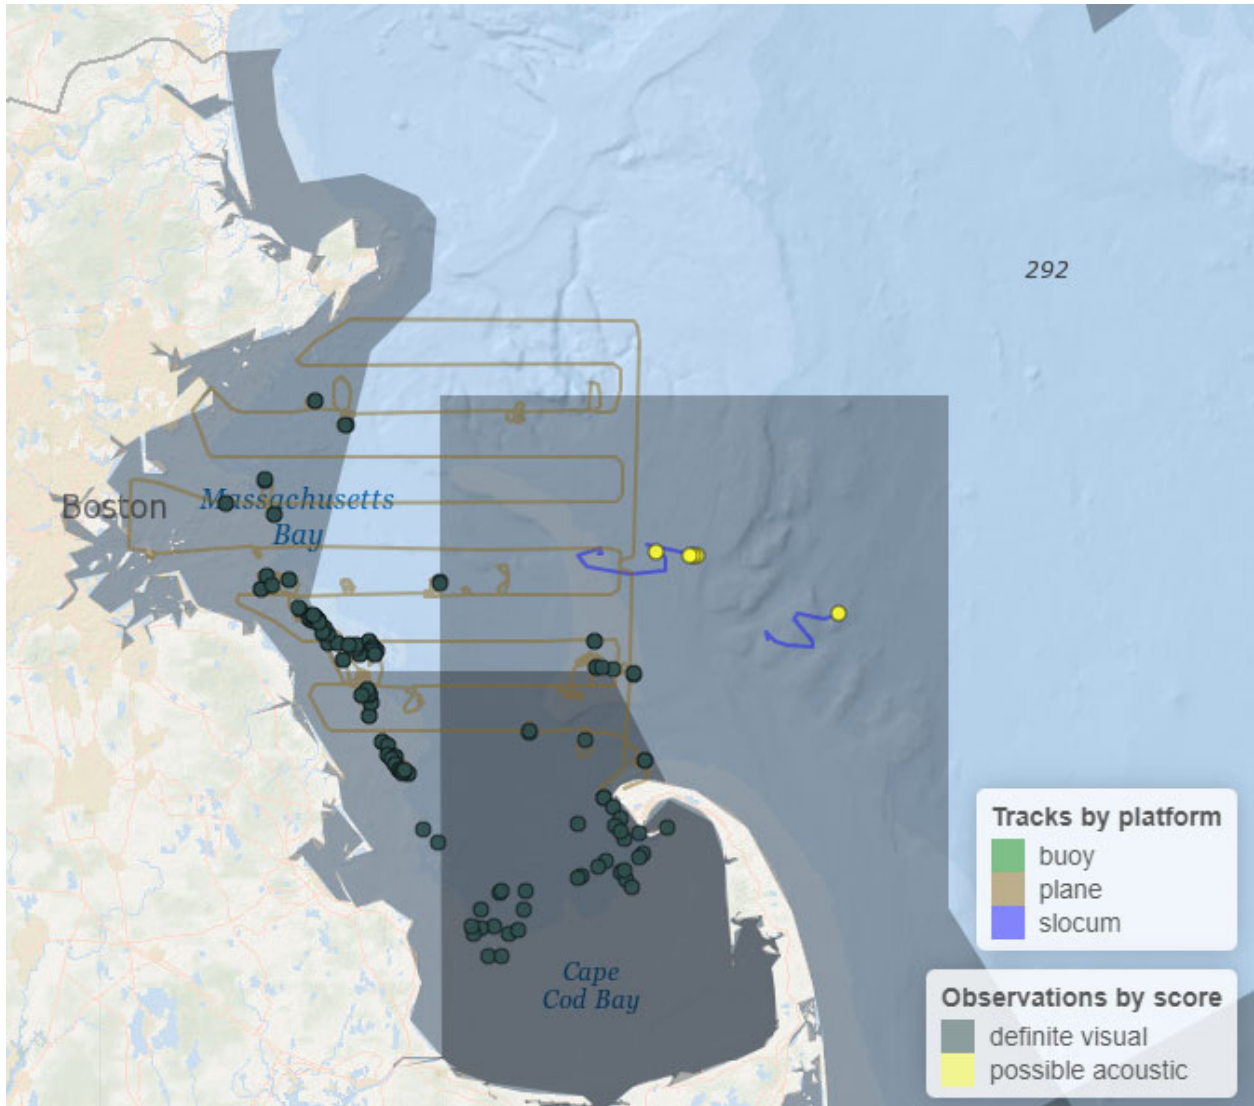 292
Massachusetts
Boston
Bay
Tracks by platform
buoy
plane
slocum
Cape
Cod Bay
Observations by score
definite visual
possible acoustic